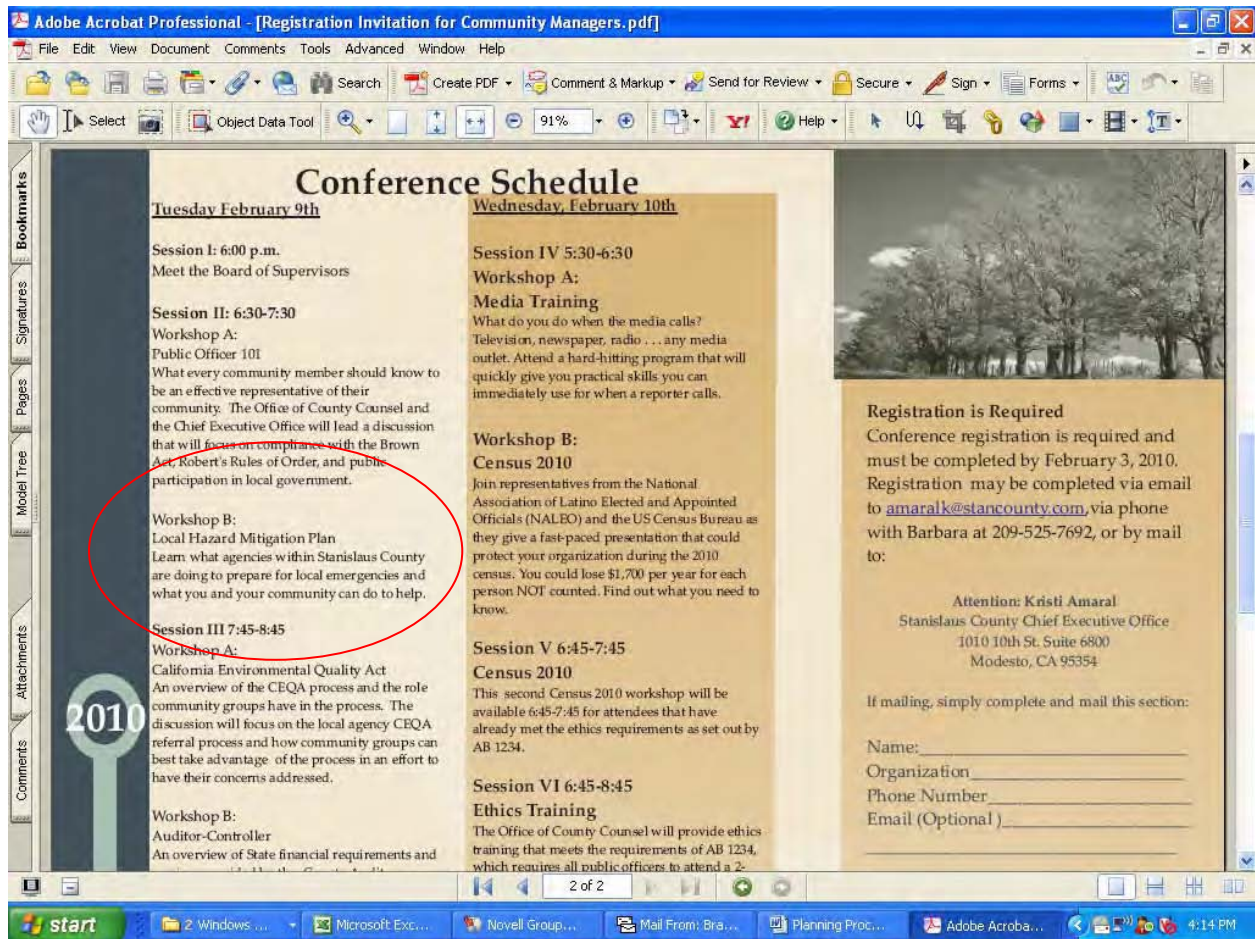 Adobe Acrobat Professional - [Registration Invitation for Community Managers.pdf]
File Edit View Document Comments Tools Advanced Window Help
Search Create PDF Comment & Markup Send for Review Secure Sign Forms
Select Object Data Tool 91% Y! Help
Bookmarks
Signatures
Pages
Model Tree
Attachments
Comments
2010
Conference Schedule
Tuesday February 9th
Session I: 6:00 p.m.
Meet the Board of Supervisors
Session II: 6:30-7:30
Workshop A:
Public Officer 101
What every community member should know to
be an effective representative of their
community. The Office of County Counsel and
the Chief Executive Office will lead a discussion
that will focus on compliance with the Brown
Act, Robert's Rules of Order, and public
participation in local government.
Workshop B:
Local Hazard Mitigation Plan
Learn what agencies within Stanislaus County
are doing to prepare for local emergencies and
what you and your community can do to help.
Session III 7:45-8:45
Workshop A:
California Environmental Quality Act
An overview of the CEQA process and the role
community groups have in the process. The
discussion will focus on the local agency CEQA
referral process and how community groups can
best take advantage of the process in an effort to
have their concerns addressed.
Workshop B:
Auditor-Controller
An overview of State financial requirements and
Wednesday, February 10th
Session IV 5:30-6:30
Workshop A:
Media Training
What do you do when the media calls?
Television, newspaper, radio . . . any media
outlet. Attend a hard-hitting program that will
quickly give you practical skills you can
immediately use for when a reporter calls.
Workshop B:
Census 2010
Join representatives from the National
Association of Latino Elected and Appointed
Officials (NALEO) and the US Census Bureau as
they give a fast-paced presentation that could
protect your organization during the 2010
census. You could lose $1,700 per year for each
person NOT counted. Find out what you need to
know.
Session V 6:45-7:45
Census 2010
This second Census 2010 workshop will be
available 6:45-7:45 for attendees that have
already met the ethics requirements as set out by
AB 1234.
Session VI 6:45-8:45
Ethics Training
The Office of County Counsel will provide ethics
training that meets the requirements of AB 1234,
which requires all public officers to attend a 2-
Registration is Required
Conference registration is required and
must be completed by February 3, 2010.
Registration may be completed via email
to amaralk@stancounty.com,via phone
with Barbara at 209-525-7692, or by mail
to:
Attention: Kristi Amaral
Stanislaus County Chief Executive Office
1010 10th St. Suite 6800
Modesto, CA 95354
If mailing, simply complete and mail this section:
Name:
Organization
Phone Number
Email (Optional )
2 of 2
start 2 Windows ... Microsoft Exc... Novell Group... Mail From: Bra... Planning Proc... Adobe Acroba... 4:14 PM